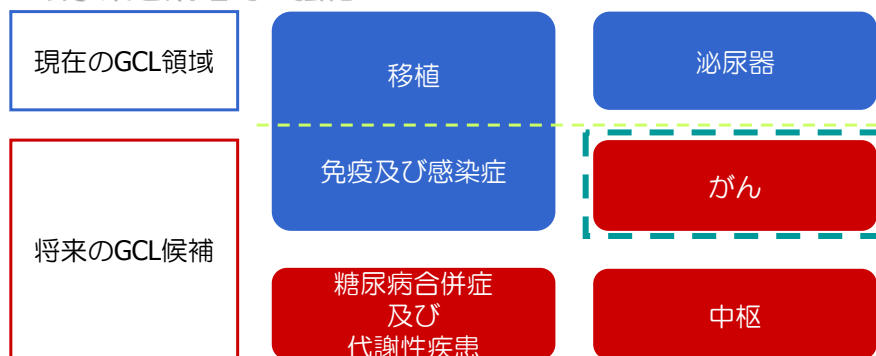 現在のGCL領域
移植
泌尿器
免疫及び感染症
がん
将来のGCL候補
糖尿病合併症
及び
代謝性疾患
中枢